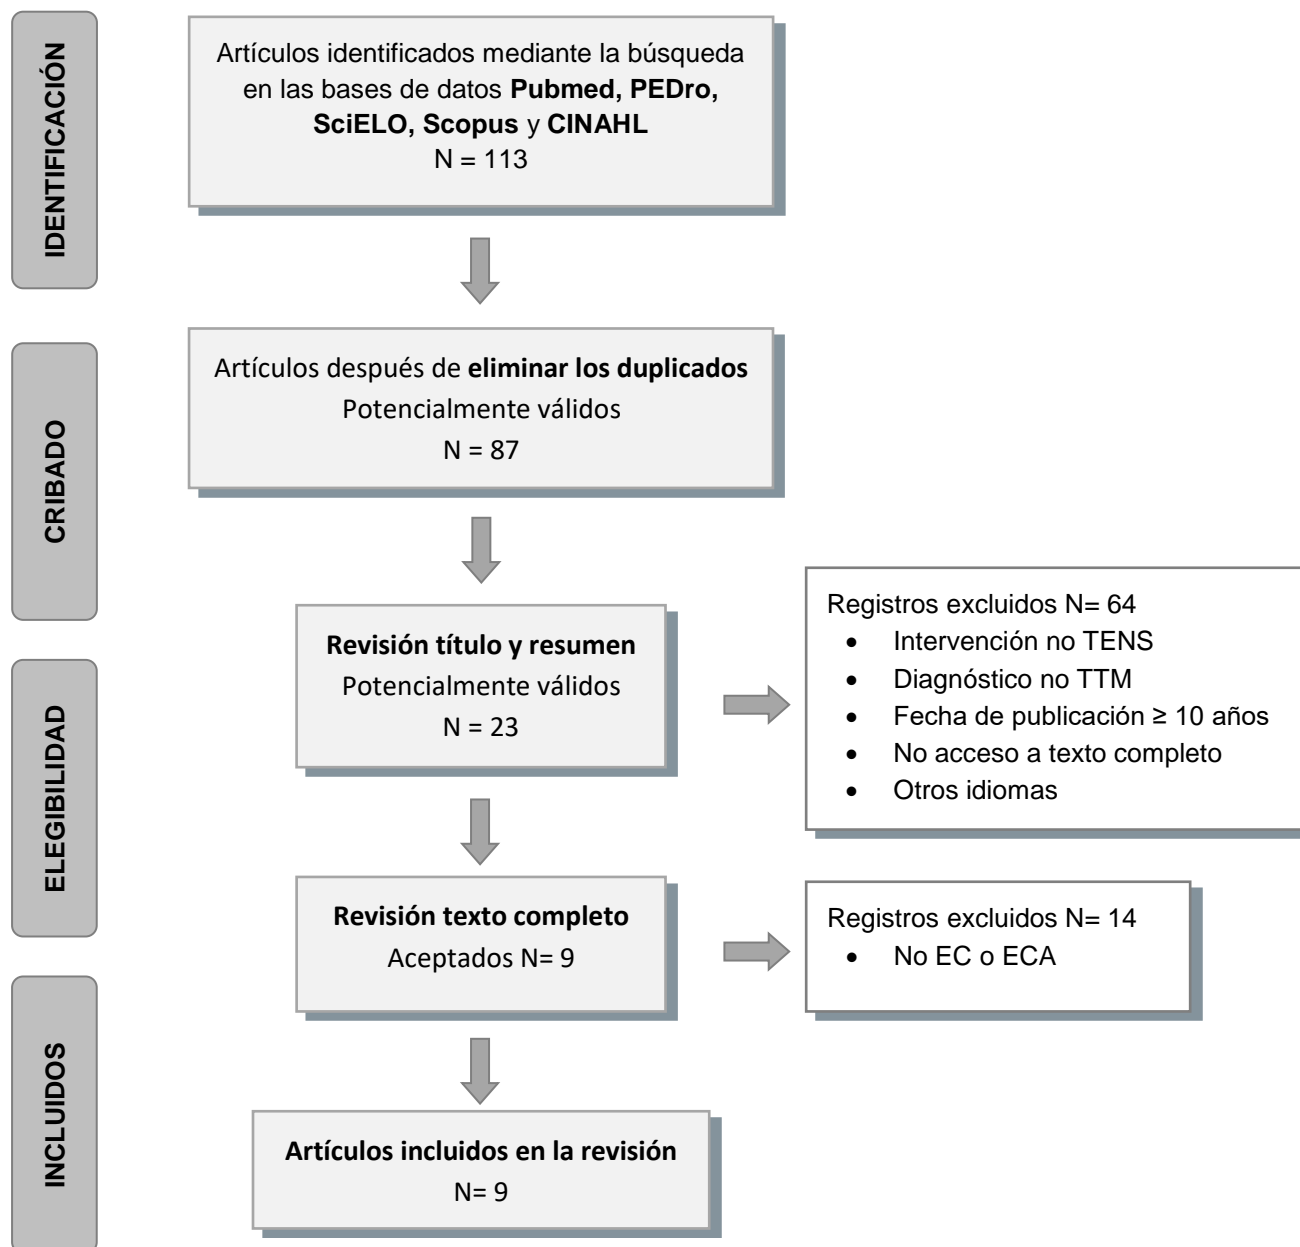 IDENTIFICACIÓN
Artículos identificados mediante la búsqueda
en las bases de datos Pubmed, PEDro,
SciELO, Scopus y CINAHL
N = 113
CRIBADO
Artículos después de eliminar los duplicados
Potencialmente válidos
N = 87
Revisión título y resumen
Potencialmente válidos
N = 23
Registros excluidos N= 64
• Intervención no TENS
• Diagnóstico no TTM
• Fecha de publicación ≥ 10 años
• No acceso a texto completo
• Otros idiomas
ELEGIBILIDAD
Revisión texto completo
Aceptados N= 9
Registros excluidos N= 14
• No EC o ECA
INCLUIDOS
Artículos incluidos en la revisión
N= 9